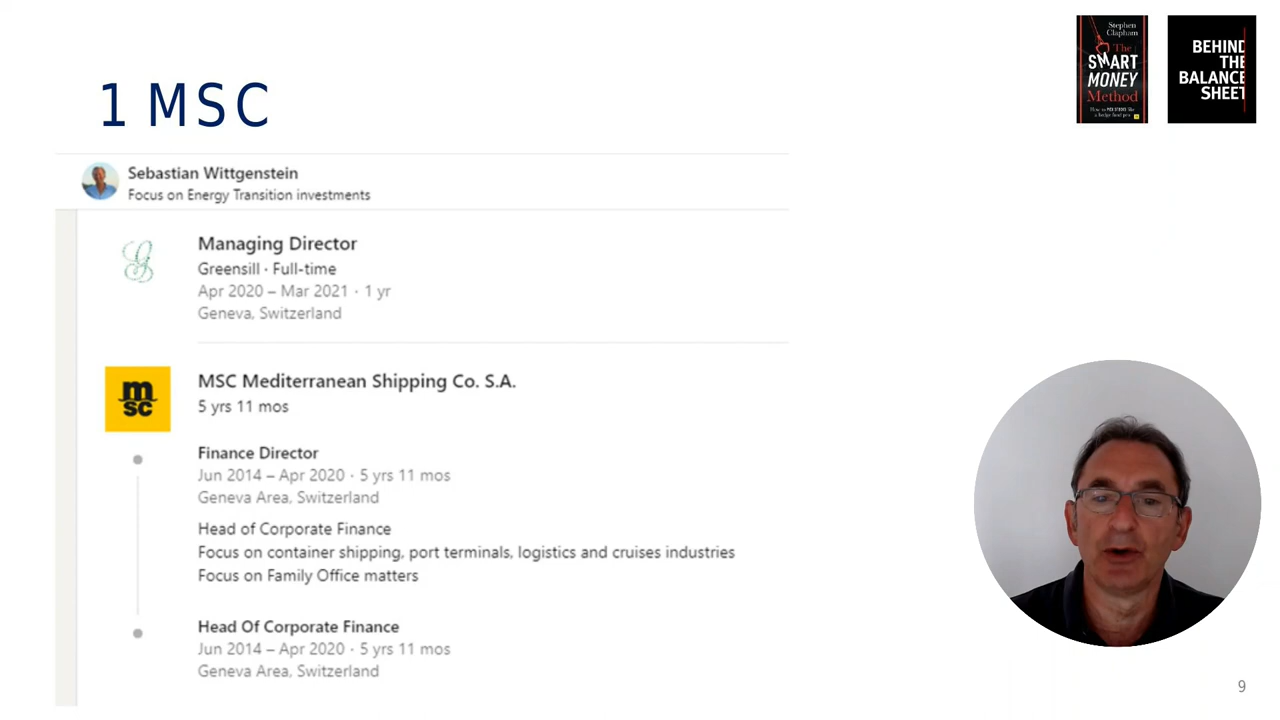 Stephen
Clapham
The
SMART
MONEY
Method
BEHIND
THE
BALANCE
SHEET
1 MSC
Sebastian Wittgenstein
Focus on Energy Transition investments
Managing Director
Greensill · Full-time
Apr 2020 – Mar 2021 · 1 yr
Geneva, Switzerland
msc
MSC Mediterranean Shipping Co. S.A.
5 yrs 11 mos
Finance Director
Jun 2014 – Apr 2020 · 5 yrs 11 mos
Geneva Area, Switzerland
Head of Corporate Finance
Focus on container shipping, port terminals, logistics and cruises industries
Focus on Family Office matters
Head Of Corporate Finance
Jun 2014 – Apr 2020 · 5 yrs 11 mos
Geneva Area, Switzerland
9